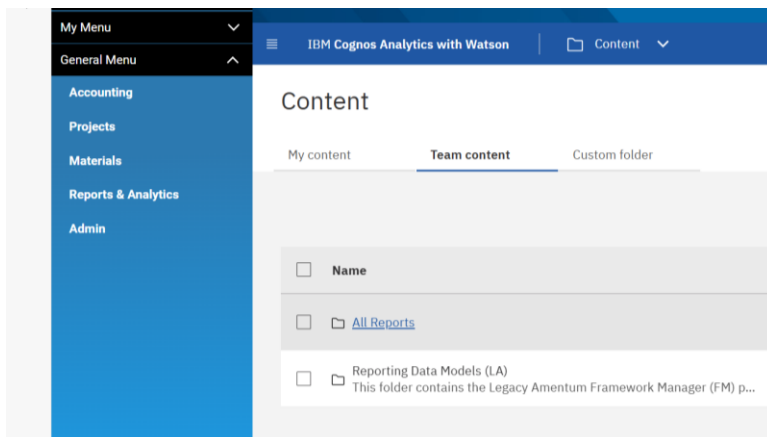 My Menu
General Menu
Accounting
Projects
Materials
Reports & Analytics
Admin
IBM Cognos Analytics with Watson
Content
Content
My content
Team content
Custom folder
Name
All Reports
Reporting Data Models (LA)
This folder contains the Legacy Amentum Framework Manager (FM) p...